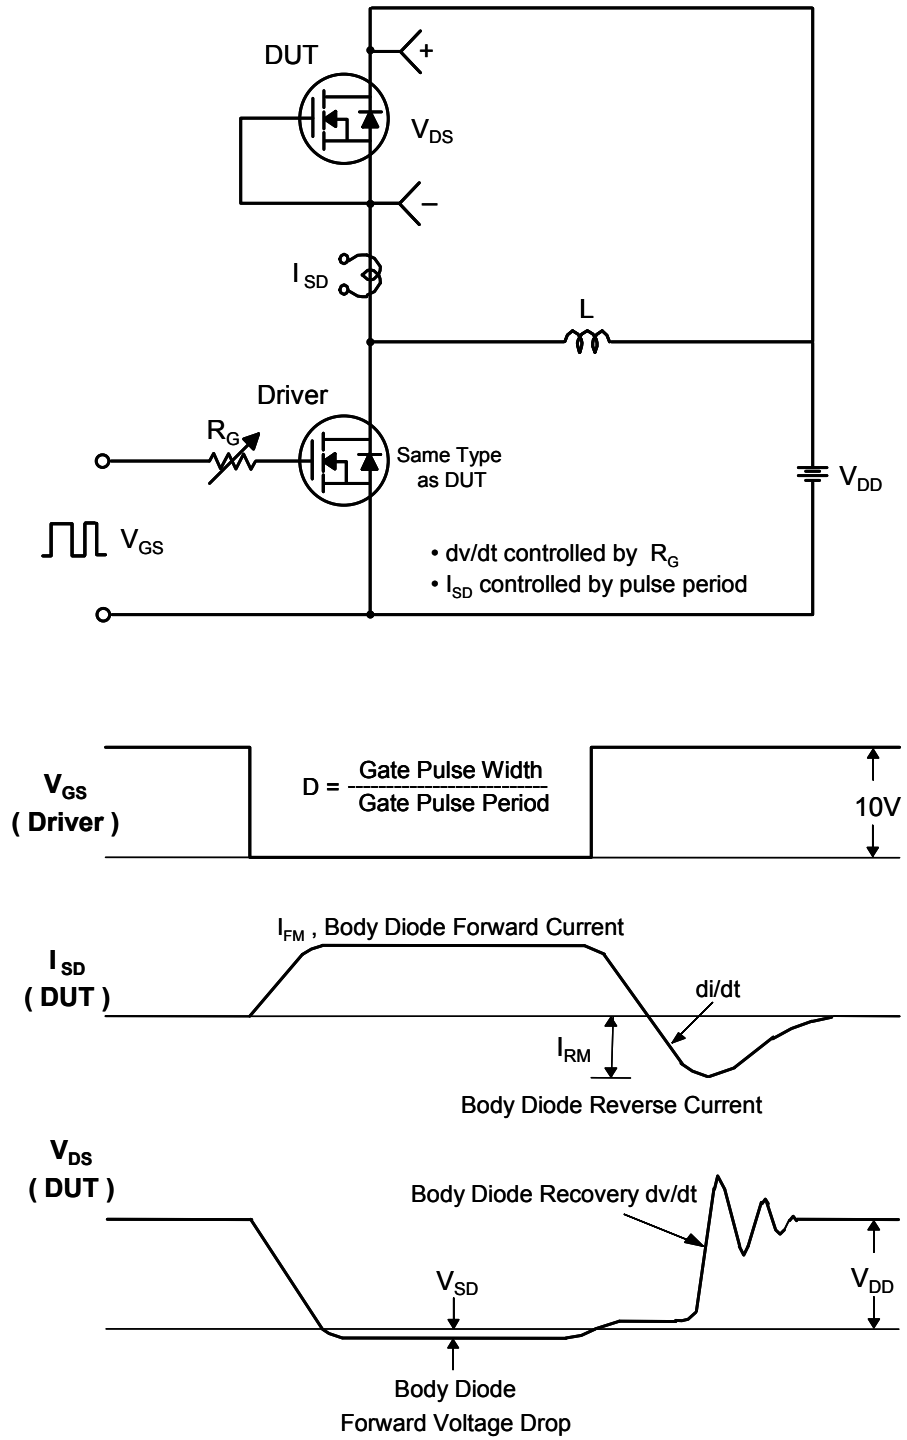 DUT
+
V_DS
−
I_SD
L
Driver
R_G
Same Type
as DUT
V_DD
V_GS
• dv/dt controlled by R_G
• I_SD controlled by pulse period
V_GS
( Driver )
D = Gate Pulse Width
Gate Pulse Period
10V
I_FM , Body Diode Forward Current
I_SD
( DUT )
di/dt
I_RM
Body Diode Reverse Current
V_DS
( DUT )
Body Diode Recovery dv/dt
V_SD
V_DD
Body Diode
Forward Voltage Drop